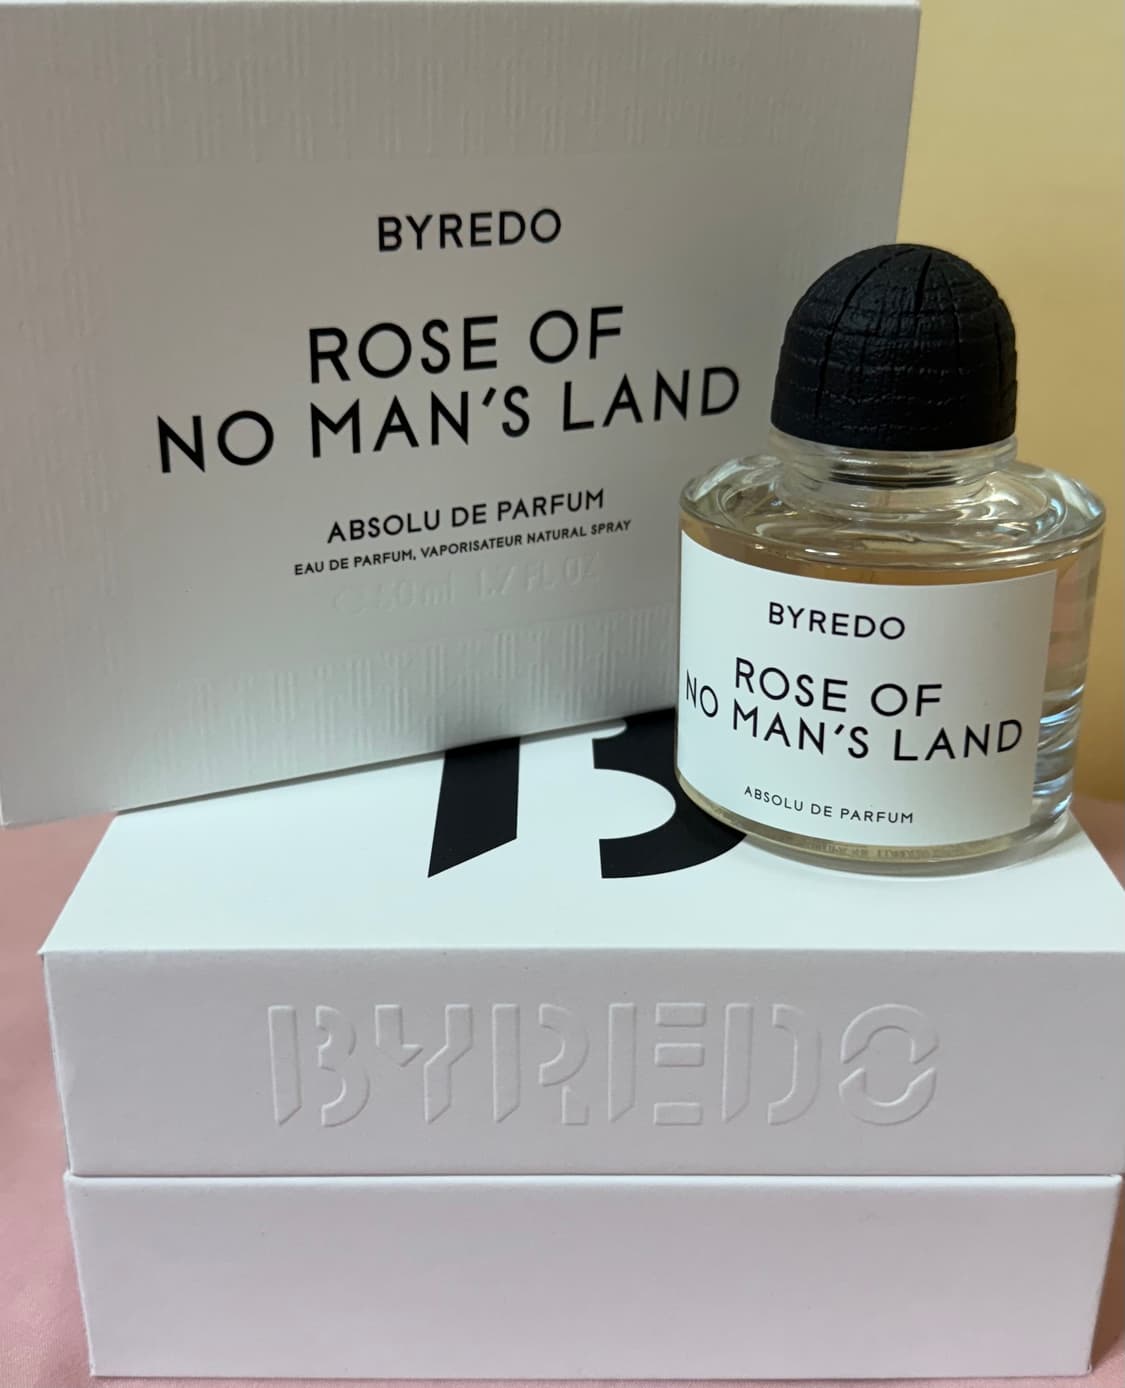 BYREDO
ROSE OF
NO MAN'S LAND
ABSOLU DE PARFUM
EAU DE PARFUM, VAPORISATEUR NATURAL SPRAY
BYREDO
ROSE OF
NO MAN'S LAND
ABSOLU DE PARFUM
B
BYREDO